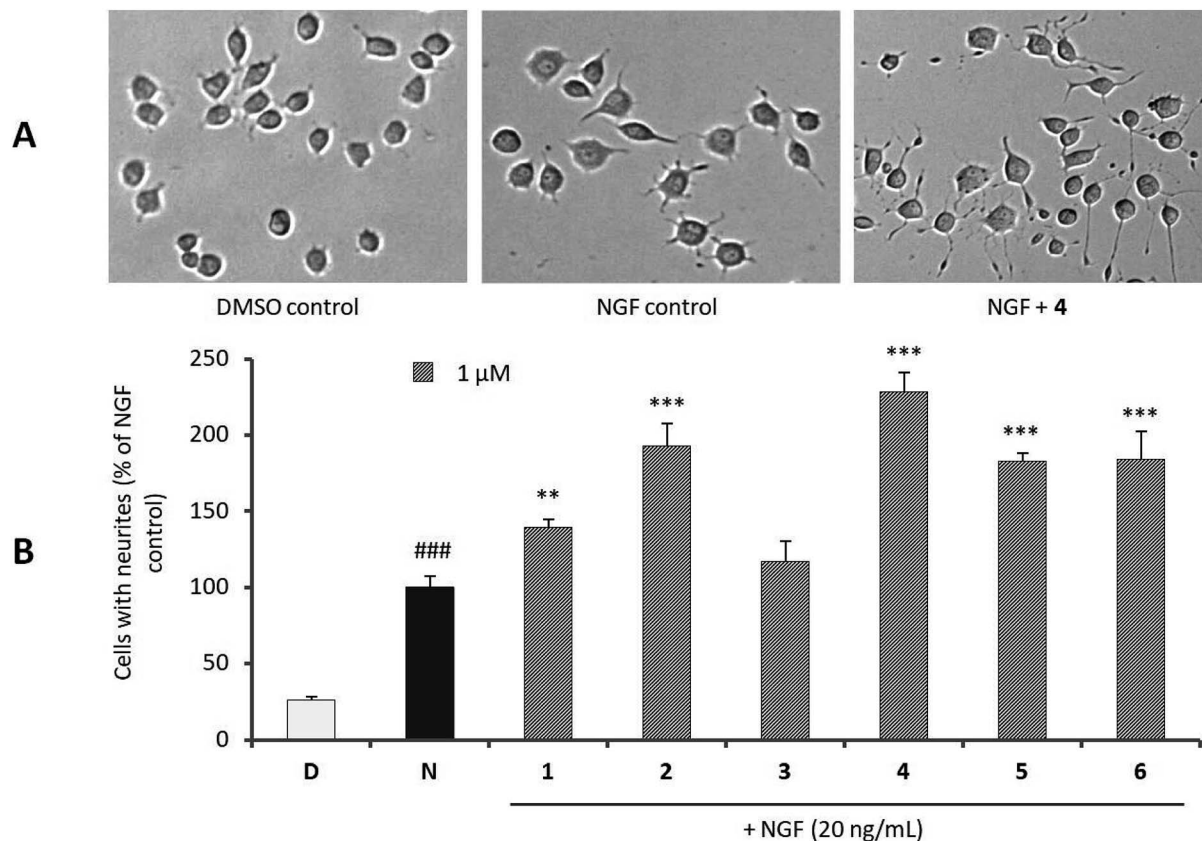 A
DMSO control
NGF control
NGF + 4
B
Cells with neurites (% of NGF
control)
250
200
150
100
50
0
1 µM
###
**
***
***
***
***
D N 1 2 3 4 5 6
+ NGF (20 ng/mL)